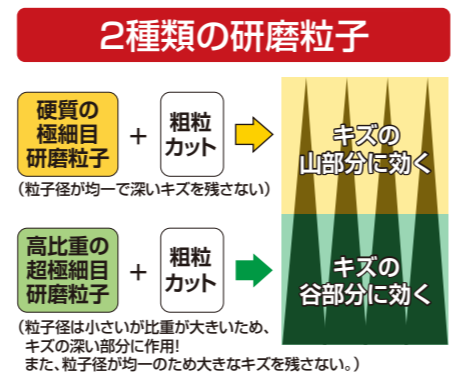 2種類の研磨粒子
硬質の
極細目
研磨粒子
+
粗粒
カット
キズの
山部分に効く
(粒子径が均一で深いキズを残さない)
高比重の
超極細目
研磨粒子
+
粗粒
カット
キズの
谷部分に効く
(粒子径は小さいが比重が大きいため、
キズの深い部分に作用!
また、粒子径が均一のため大きなキズを残さない。)